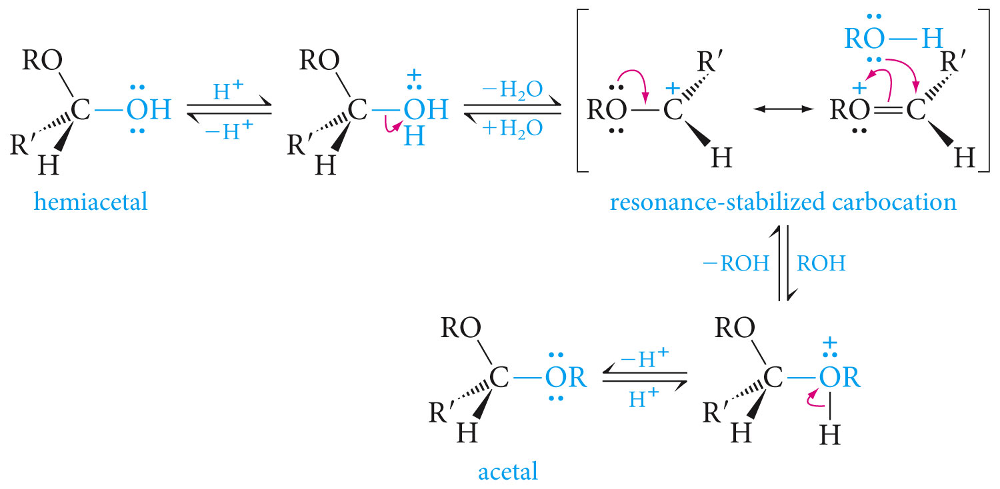 RO C OH R′ H
H⁺
−H⁺
RO C OH + H R′ H
−H₂O
+H₂O
RO C + R′ H
RO H
RO + C R′ H
hemiacetal
resonance-stabilized carbocation
−ROH ROH
RO C OR R′ H
−H⁺
H⁺
RO C OR + H R′ H
acetal